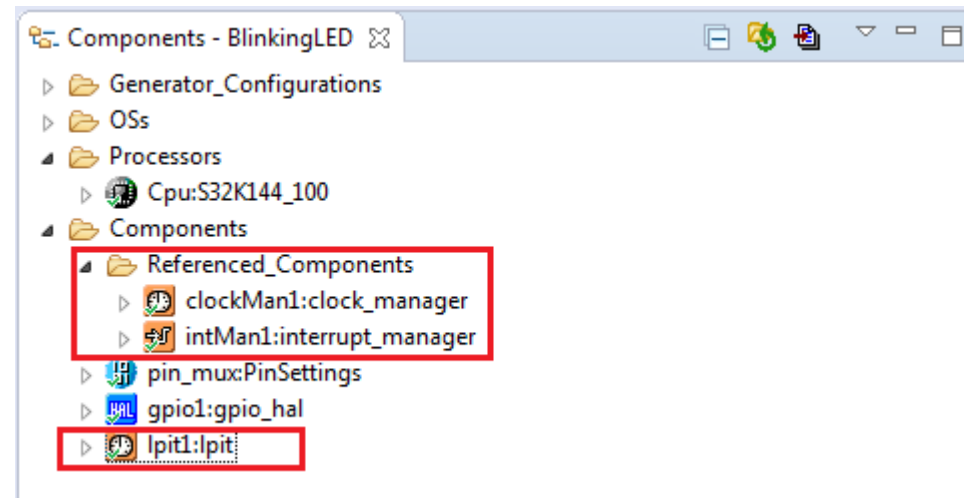 Components - BlinkingLED
Generator_Configurations
OSs
Processors
Cpu:S32K144_100
Components
Referenced_Components
clockMan1:clock_manager
intMan1:interrupt_manager
pin_mux:PinSettings
HAL gpio1:gpio_hal
lpit1:lpit